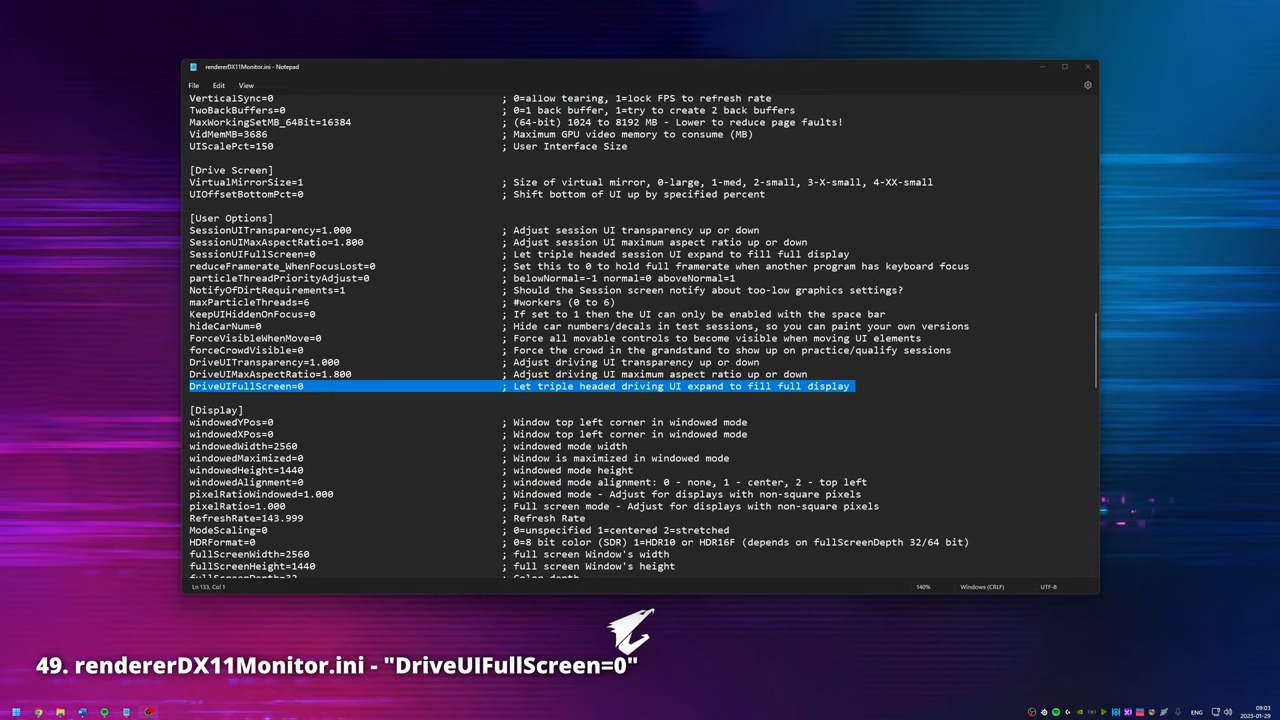 rendererDX11Monitor.ini - Notepad
File Edit View
VerticalSync=0 ; 0=allow tearing, 1=lock FPS to refresh rate
TwoBackBuffers=0 ; 0=1 back buffer, 1=try to create 2 back buffers
MaxWorkingSetMB_64Bit=16384 ; (64-bit) 1024 to 8192 MB - Lower to reduce page faults!
VidMemMB=3686 ; Maximum GPU video memory to consume (MB)
UIScalePct=150 ; User Interface Size
[Drive Screen]
VirtualMirrorSize=1 ; Size of virtual mirror, 0-large, 1-med, 2-small, 3-X-small, 4-XX-small
UIOffsetBottomPct=0 ; Shift bottom of UI up by specified percent
[User Options]
SessionUITransparency=1.000 ; Adjust session UI transparency up or down
SessionUIMaxAspectRatio=1.800 ; Adjust session UI maximum aspect ratio up or down
SessionUIFullScreen=0 ; Let triple headed session UI expand to fill full display
reduceFramerate_WhenFocusLost=0 ; Set this to 0 to hold full framerate when another program has keyboard focus
particleThreadPriorityAdjust=0 ; belowNormal=-1 normal=0 aboveNormal=1
NotifyOfDirtRequirements=1 ; Should the Session screen notify about too-low graphics settings?
maxParticleThreads=6 ; #workers (0 to 6)
KeepUIHiddenOnFocus=0 ; If set to 1 then the UI can only be enabled with the space bar
hideCarNum=0 ; Hide car numbers/decals in test sessions, so you can paint your own versions
ForceVisibleWhenMove=0 ; Force all movable controls to become visible when moving UI elements
forceCrowdVisible=0 ; Force the crowd in the grandstand to show up on practice/qualify sessions
DriveUITransparency=1.000 ; Adjust driving UI transparency up or down
DriveUIMaxAspectRatio=1.800 ; Adjust driving UI maximum aspect ratio up or down
DriveUIFullScreen=0 ; Let triple headed driving UI expand to fill full display
[Display]
windowedYPos=0 ; Window top left corner in windowed mode
windowedXPos=0 ; Window top left corner in windowed mode
windowedWidth=2560 ; Windowed mode width
windowedMaximized=0 ; Window is maximized in windowed mode
windowedHeight=1440 ; windowed mode height
windowedAlignment=0 ; windowed mode alignment: 0 - none, 1 - center, 2 - top left
pixelRatioWindowed=1.000 ; Windowed mode - Adjust for displays with non-square pixels
pixelRatio=1.000 ; Full screen mode - Adjust for displays with non-square pixels
RefreshRate=143.999 ; Refresh Rate
ModeScaling=0 ; 0=unspecified 1=centered 2=stretched
HDRFormat=0 ; 0=8 bit color (SDR) 1=HDR10 or HDR16F (depends on fullScreenDepth 32/64 bit)
fullScreenWidth=2560 ; full screen Window's width
fullScreenHeight=1440 ; full screen Window's height
fullScreenDepth=32 ; Color depth
Ln 133, Col 1 140% Windows (CRLF) UTF-8
49. rendererDX11Monitor.ini - "DriveUIFullScreen=0"
ENG 09:03
2023-01-29